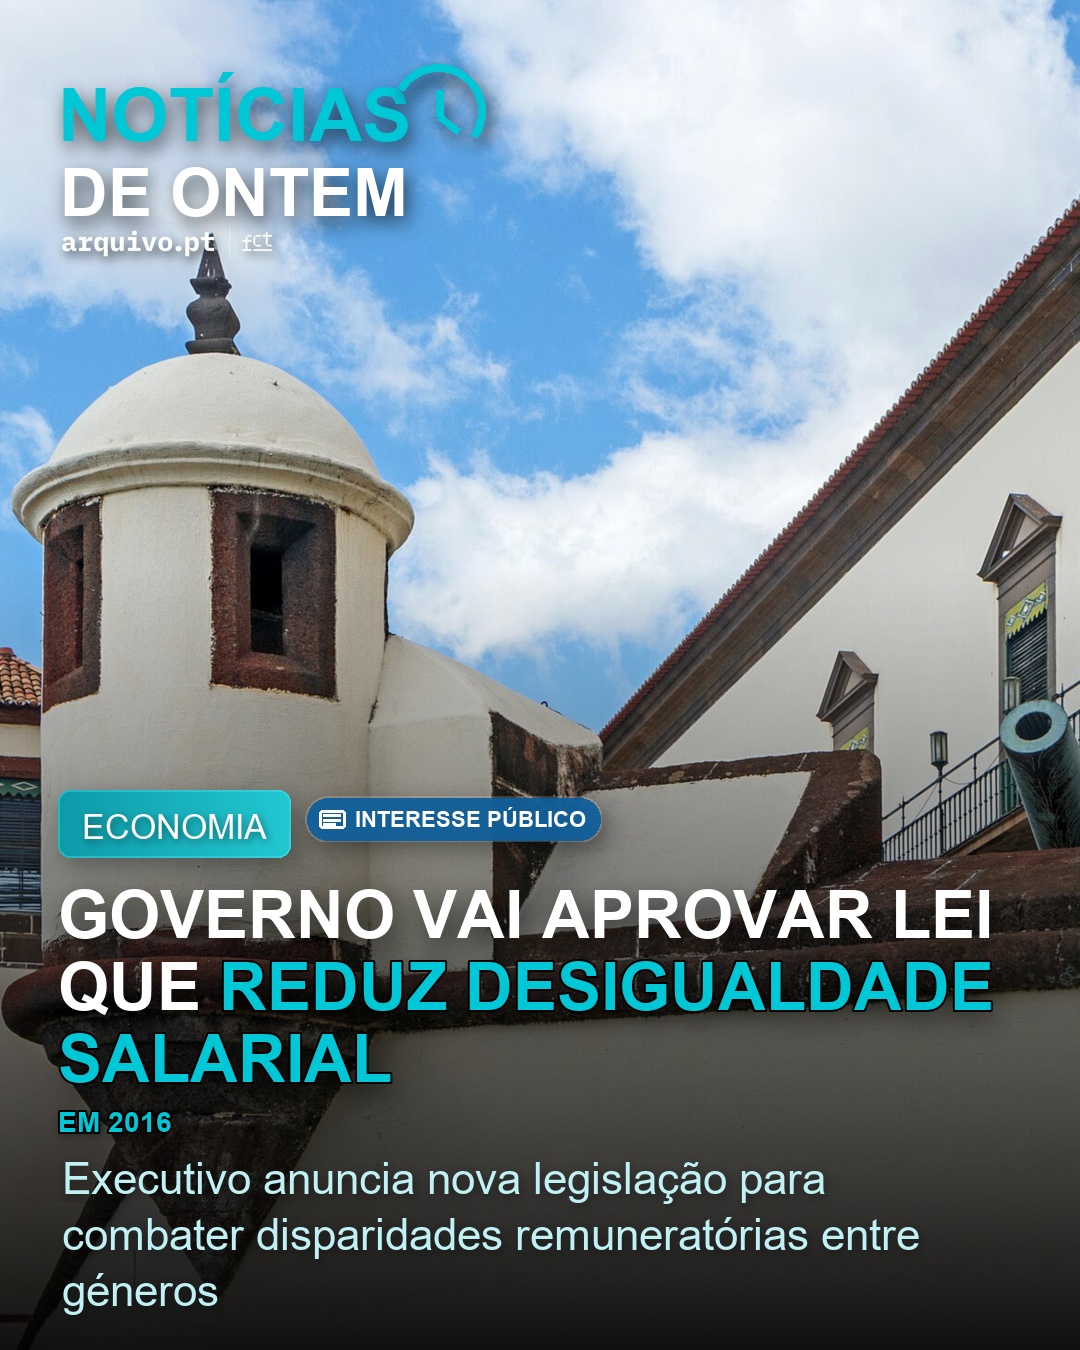 NOTÍCIAS
DE ONTEM
arquivo.pt fct
ECONOMIA
INTERESSE PÚBLICO
GOVERNO VAI APROVAR LEI
QUE REDUZ DESIGUALDADE
SALARIAL
EM 2016
Executivo anuncia nova legislação para
combater disparidades remuneratórias entre
géneros